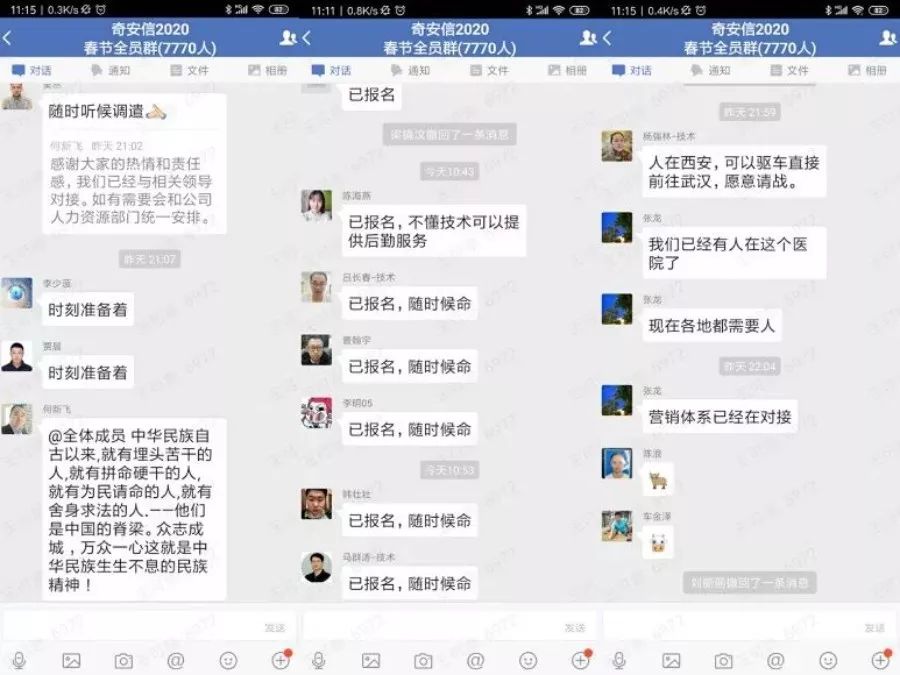 11:15 | 0.3K/s
奇安信2020
春节全员群(7770人)
对话
通知
文件
相册
随时听候调遣
何新飞 昨天 21:02
感谢大家的热情和责任
感，我们已经与相关领导
对接。如有需要会和公司
人力资源部门统一安排。
昨天 21:07
时刻准备着
贾晨
时刻准备着
何新飞
@全体成员 中华民族自
古以来,就有埋头苦干的
人,就有拼命硬干的人,
就有为民请命的人,就有
舍身求法的人.——他们
是中国的脊梁。众志成
城，万众一心这就是中
华民族生生不息的民族
精神！
发送
11:11 | 0.8K/s
奇安信2020
春节全员群(7770人)
对话
通知
文件
相册
已报名
撤回了一条消息
今天 10:43
陈海燕
已报名，不懂技术可以提
供后勤服务
吕长春-技术
已报名，随时候命
曹翰宇
已报名，随时候命
李明05
已报名，随时候命
今天 10:53
韩壮壮
已报名，随时候命
马群涛-技术
已报名，随时候命
发送
11:15 | 0.4K/s
奇安信2020
春节全员群(7770人)
对话
通知
文件
相册
昨天 21:59
杨强林-技术
人在西安，可以驱车直接
前往武汉，愿意请战。
张龙
我们已经有人在这个医
院了
张龙
现在各地都需要人
昨天 22:04
张龙
营销体系已经在对接
陈浪
车金泽
撤回了一条消息
发送